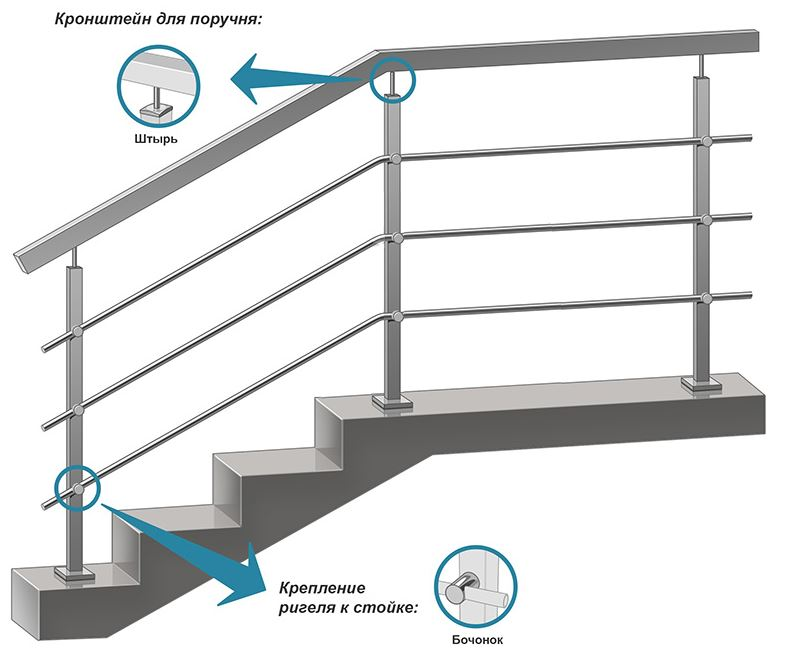 Кронштейн для поручня:
Штырь
Крепление
ригеля к стойке:
Бочонок